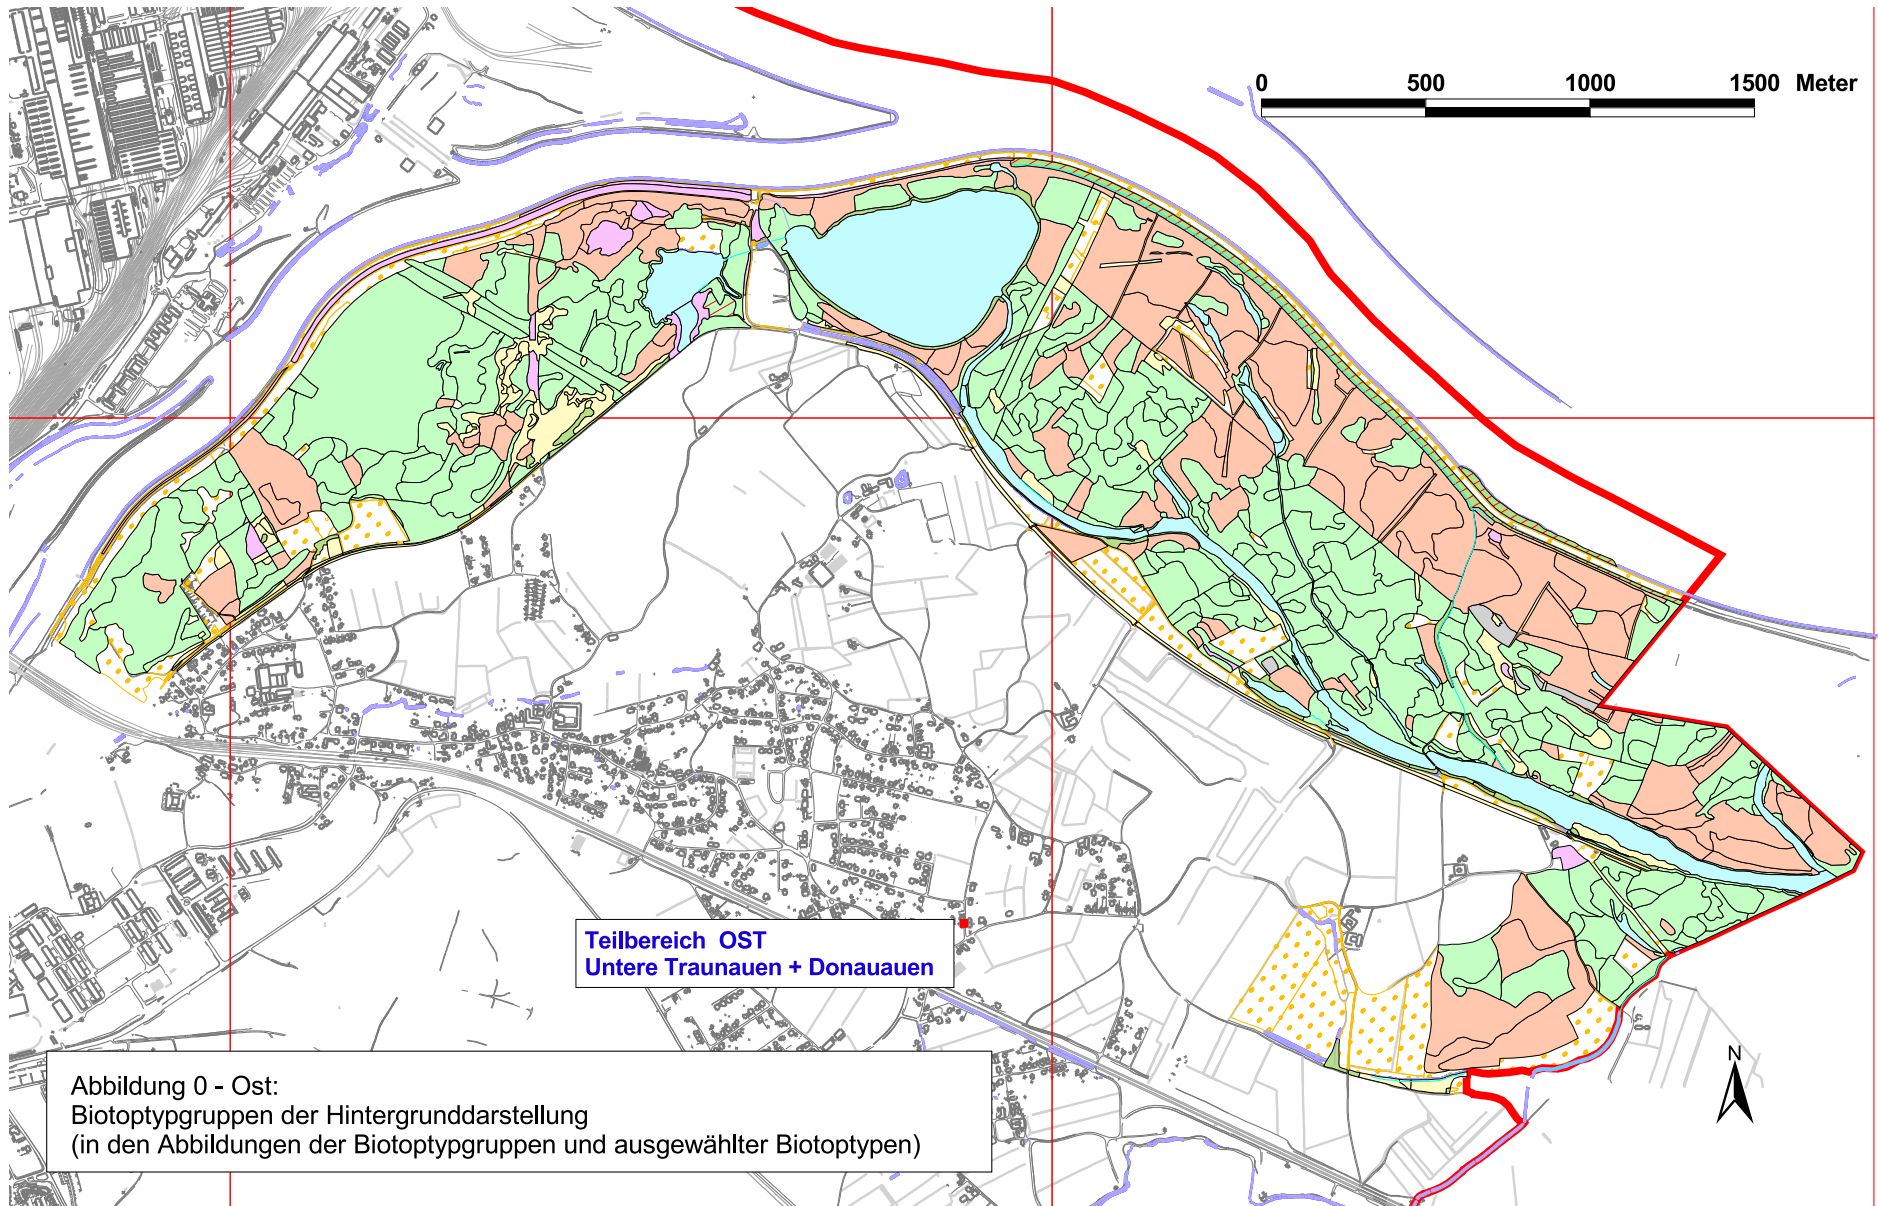 0 500 1000 1500 Meter
Teilbereich OST
Untere Traunauen + Donauauen
Abbildung 0 - Ost:
Biotoptypgruppen der Hintergrunddarstellung
(in den Abbildungen der Biotoptypgruppen und ausgewählter Biotoptypen)
N